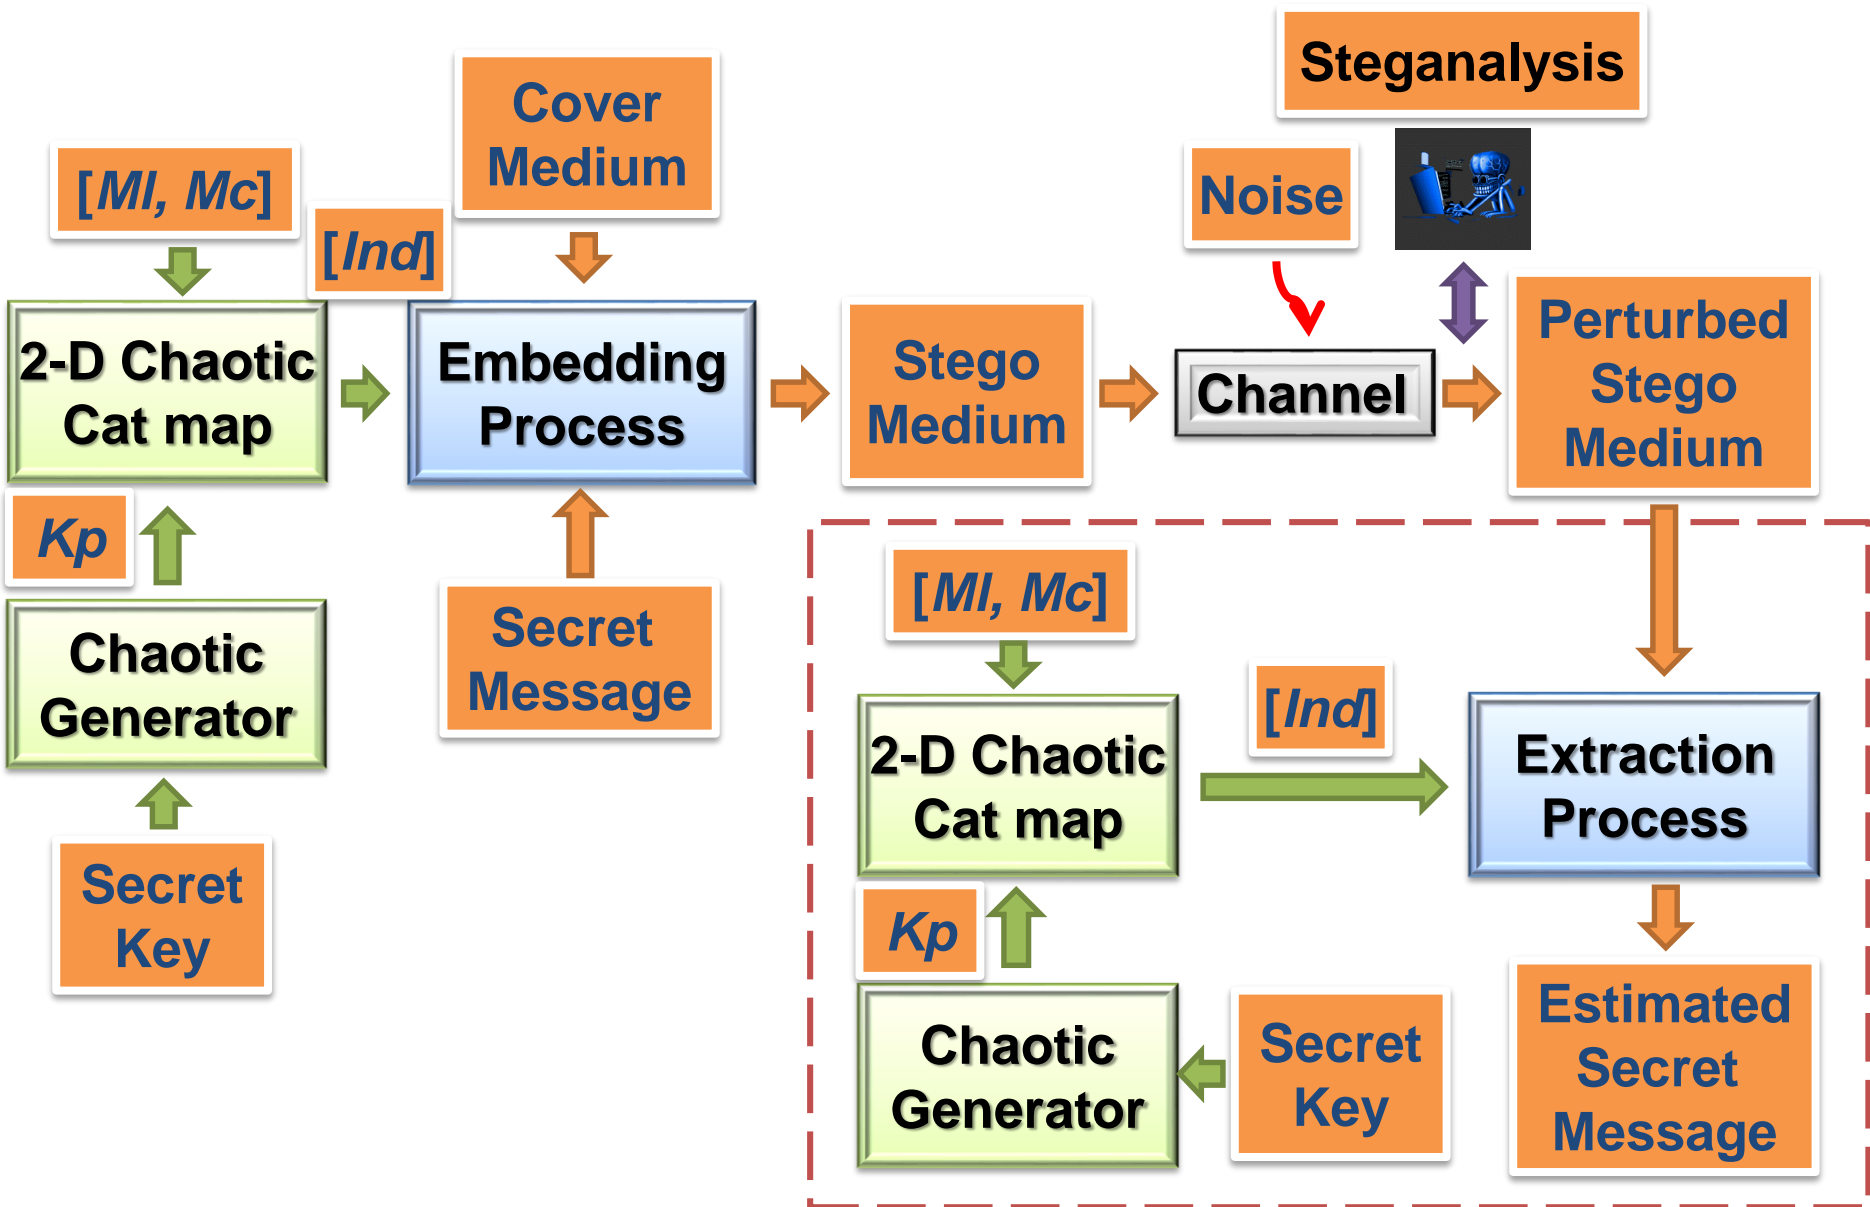 Steganalysis
Cover
Medium
[Ml, Mc]
Noise
[Ind]
2-D Chaotic
Cat map
Embedding
Process
Stego
Medium
Channel
Perturbed
Stego
Medium
Kp
Chaotic
Generator
Secret
Message
Secret
Key
[Ml, Mc]
[Ind]
2-D Chaotic
Cat map
Extraction
Process
Kp
Chaotic
Generator
Secret
Key
Estimated
Secret
Message